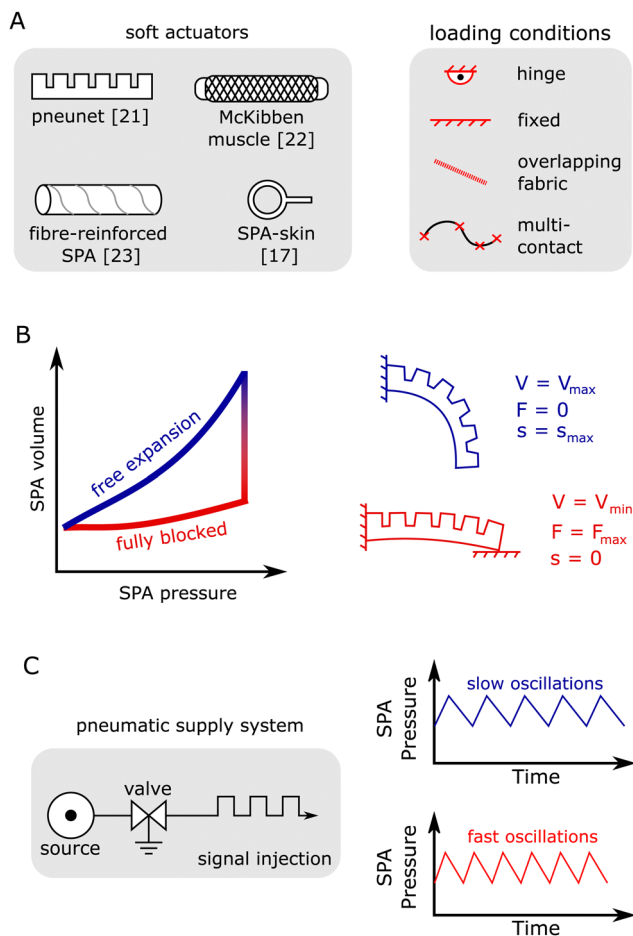 A
soft actuators
pneunet [21]
McKibben
muscle [22]
fibre-reinforced
SPA [23]
SPA-skin
[17]
loading conditions
hinge
fixed
overlapping
fabric
multi-
contact
B
SPA volume
free expansion
fully blocked
SPA pressure
V = Vmax
F = 0
s = smax
V = Vmin
F = Fmax
s = 0
C
pneumatic supply system
valve
source
signal injection
SPA
Pressure
slow oscillations
Time
SPA
Pressure
fast oscillations
Time